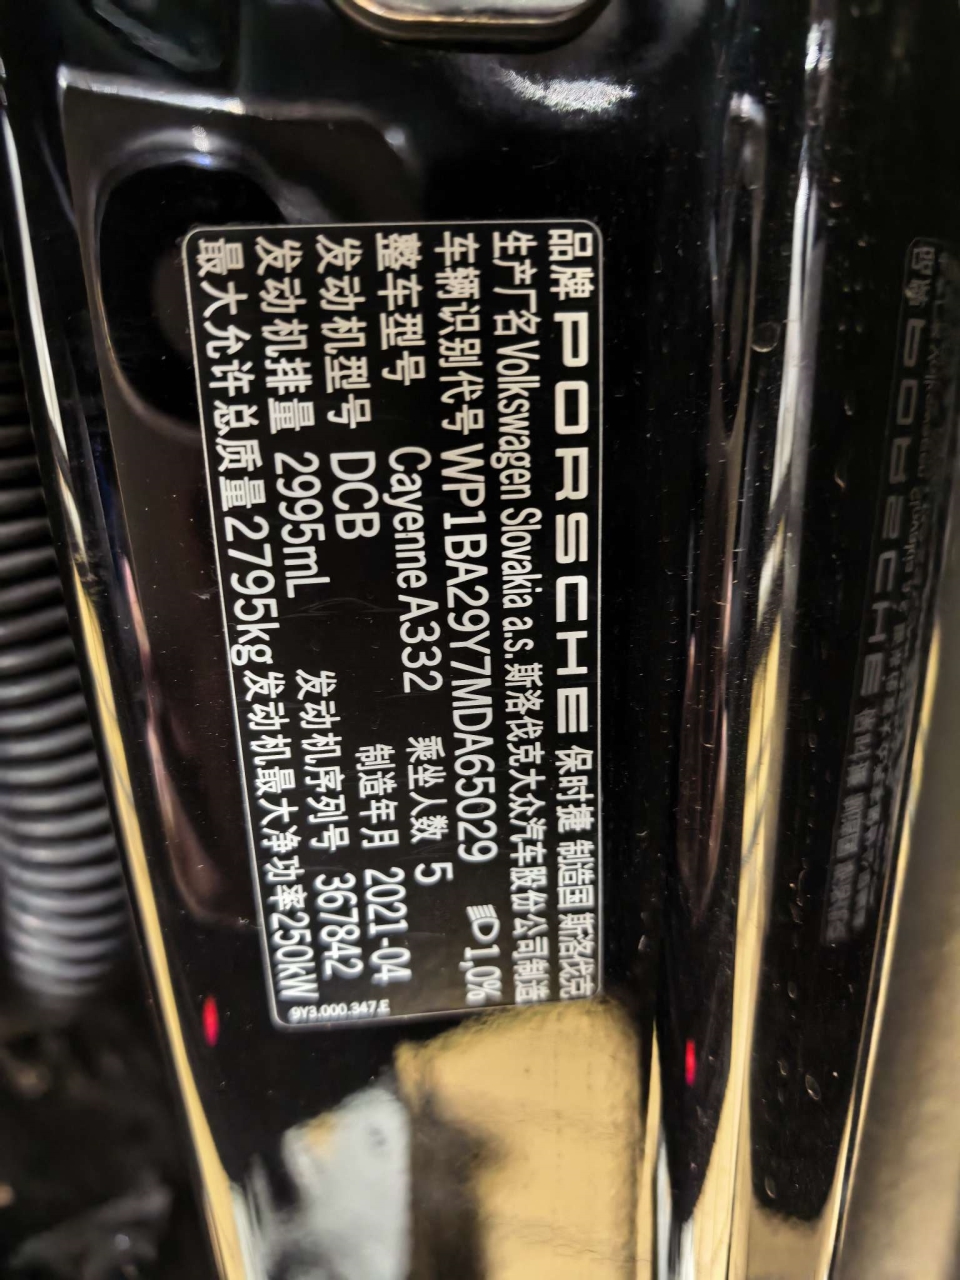 品牌 PORSCHE 保时捷 制造国 斯洛伐克
生产厂名 Volkswagen Slovakia a.s. 斯洛伐克大众汽车股份公司制造
车辆识别代号 WP1BA29Y7MDA65029 1,0%
整车型号 Cayenne A332 乘坐人数 5
发动机型号 DCB 制造年月 2021-04
发动机排量 2995mL 发动机序列号 367842
最大允许总质量 2795kg 发动机最大净功率 250kW
9Y3.000.347.E